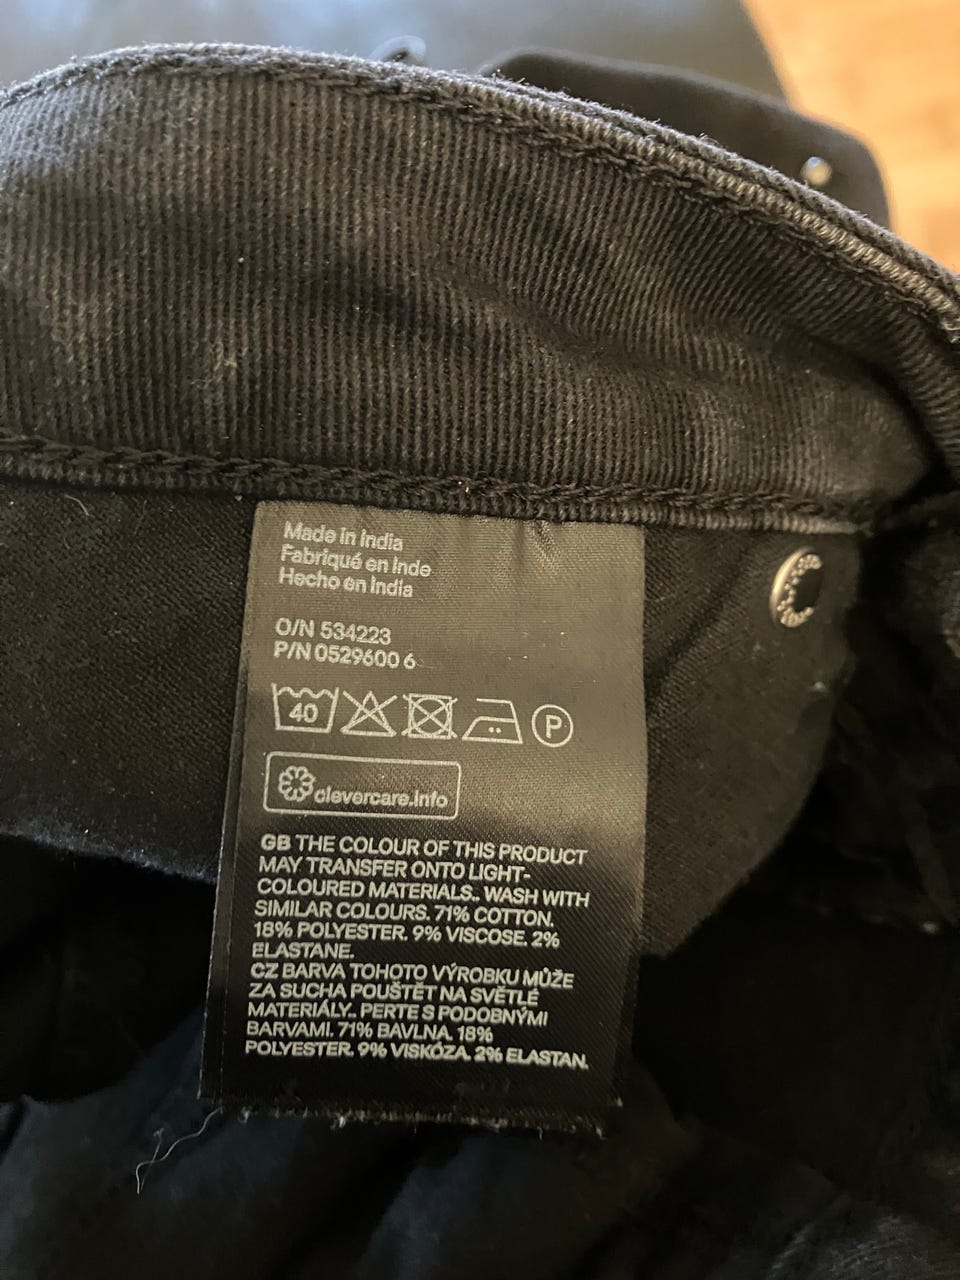 Made in India
Fabriqué en Inde
Hecho en India
O/N 534223
P/N 0529600 6
40 P
clevercare.info
GB THE COLOUR OF THIS PRODUCT
MAY TRANSFER ONTO LIGHT-
COLOURED MATERIALS.. WASH WITH
SIMILAR COLOURS. 71% COTTON.
18% POLYESTER. 9% VISCOSE. 2%
ELASTANE.
CZ BARVA TOHOTO VÝROBKU MŮŽE
ZA SUCHA POUŠTĚT NA SVĚTLÉ
MATERIÁLY.. PERTE S PODOBNÝMI
BARVAMI. 71% BAVLNA. 18%
POLYESTER. 9% VISKÓZA. 2% ELASTAN.